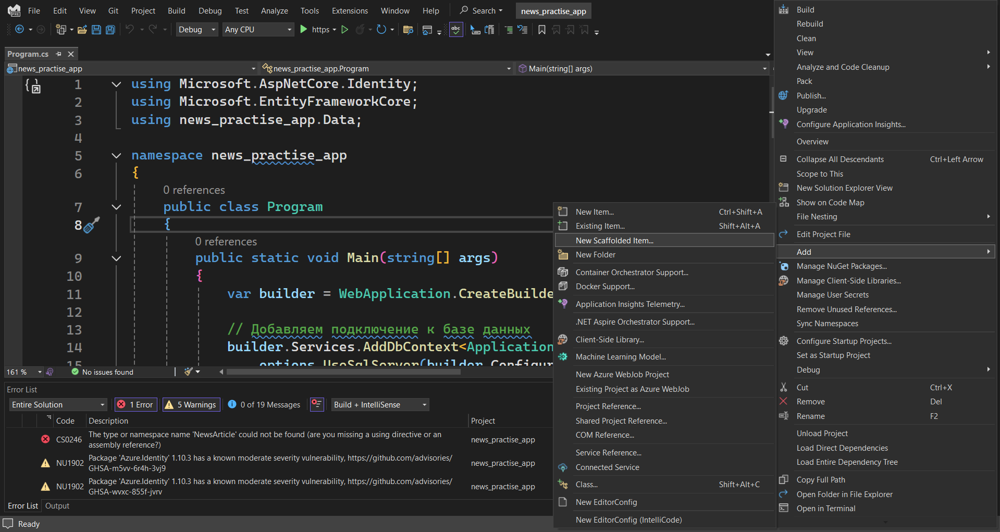 File Edit View Git Project Build Debug Test Analyze Tools Extensions Window Help Search news_practise_app
PRE
Debug Any CPU https abc
Program.cs
news_practise_app news_practise_app.Program Main(string[] args)
1 using Microsoft.AspNetCore.Identity;
2 using Microsoft.EntityFrameworkCore;
3 using news_practise_app.Data;
4
5 namespace news_practise_app
6 {
0 references
7 public class Program
8 {
0 references
9 public static void Main(string[] args)
10 {
11 var builder = WebApplication.CreateBuilde
12
13 // Добавляем подключение к базе данных
14 builder.Services.AddDbContext<Application
15 options.UseSqlServer(builder.Configur
161 % No issues found
Error List
Entire Solution 1 Error 5 Warnings 0 of 19 Messages Build + IntelliSense
Code Description Project
CS0246 The type or namespace name 'NewsArticle' could not be found (are you missing a using directive or an
assembly reference?) news_practise_app
NU1902 Package 'Azure.Identity' 1.10.3 has a known moderate severity vulnerability, https://github.com/advisories/
GHSA-m5vv-6r4h-3vj9 news_practise_app
NU1902 Package 'Azure.Identity' 1.10.3 has a known moderate severity vulnerability, https://github.com/advisories/
GHSA-wvxc-855f-jvrv news_practise_app
Error List Output
Ready
New Item... Ctrl+Shift+A
Existing Item... Shift+Alt+A
New Scaffolded Item...
New Folder
Container Orchestrator Support...
Docker Support...
Application Insights Telemetry...
.NET Aspire Orchestrator Support...
Client-Side Library...
Machine Learning Model...
New Azure WebJob Project
Existing Project as Azure WebJob
Project Reference...
Shared Project Reference...
COM Reference...
Service Reference...
Connected Service
Class... Shift+Alt+C
New EditorConfig
New EditorConfig (IntelliCode)
Build
Rebuild
Clean
View
Analyze and Code Cleanup
Pack
Publish...
Upgrade
Configure Application Insights...
Overview
Collapse All Descendants Ctrl+Left Arrow
Scope to This
New Solution Explorer View
Show on Code Map
File Nesting
Edit Project File
Add
Manage NuGet Packages...
Manage Client-Side Libraries...
Manage User Secrets
Remove Unused References...
Sync Namespaces
Configure Startup Projects...
Set as Startup Project
Debug
Cut Ctrl+X
Remove Del
Rename F2
Unload Project
Load Direct Dependencies
Load Entire Dependency Tree
Copy Full Path
Open Folder in File Explorer
Open in Terminal